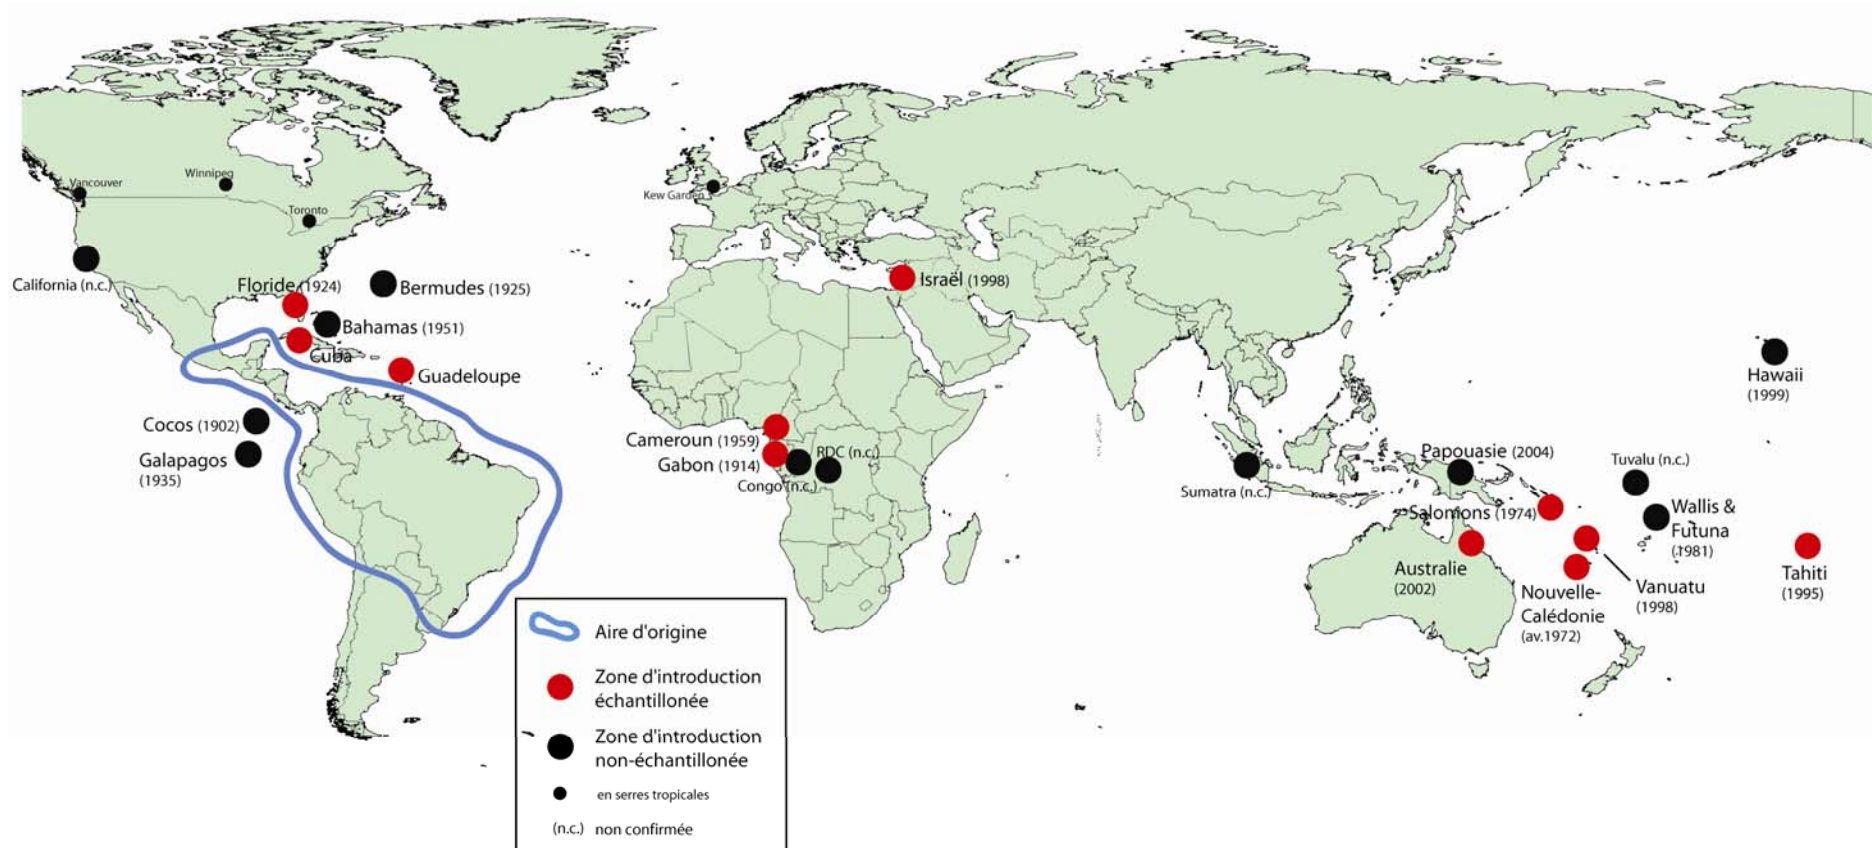 Vancouver
Winnipeg
Toronto
Kew Garden
California (n.c.)
Floride (1924)
Bermudes (1925)
Bahamas (1951)
Cuba
Guadeloupe
Israël (1998)
Cocos (1902)
Galapagos
(1935)
Cameroun (1959)
Gabon (1914)
RDC (n.c.)
Congo (n.c.)
Sumatra (n.c.)
Papouasie (2004)
Salomons (1974)
Australie
(2002)
Nouvelle-
Calédonie
(av.1972)
Vanuatu
(1998)
Tuvalu (n.c.)
Wallis &
Futuna
(1981)
Hawaii
(1999)
Tahiti
(1995)
Aire d'origine
Zone d'introduction
échantillonée
Zone d'introduction
non-échantillonée
en serres tropicales
(n.c.) non confirmée